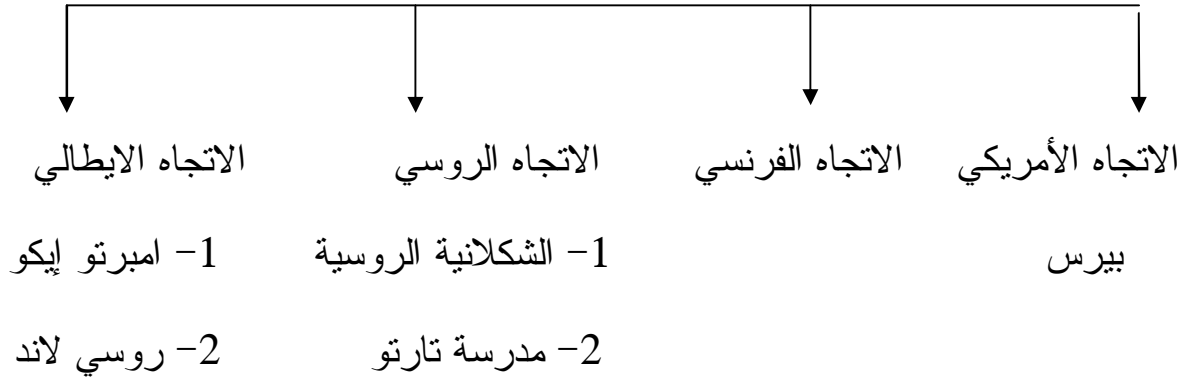 الاتجاه الأمريكي الاتجاه الفرنسي الاتجاه الروسي الاتجاه الايطالي
بيرس 1- الشكلانية الروسية 1- امبرتو إيكو
2- مدرسة تارتو 2- روسي لاند